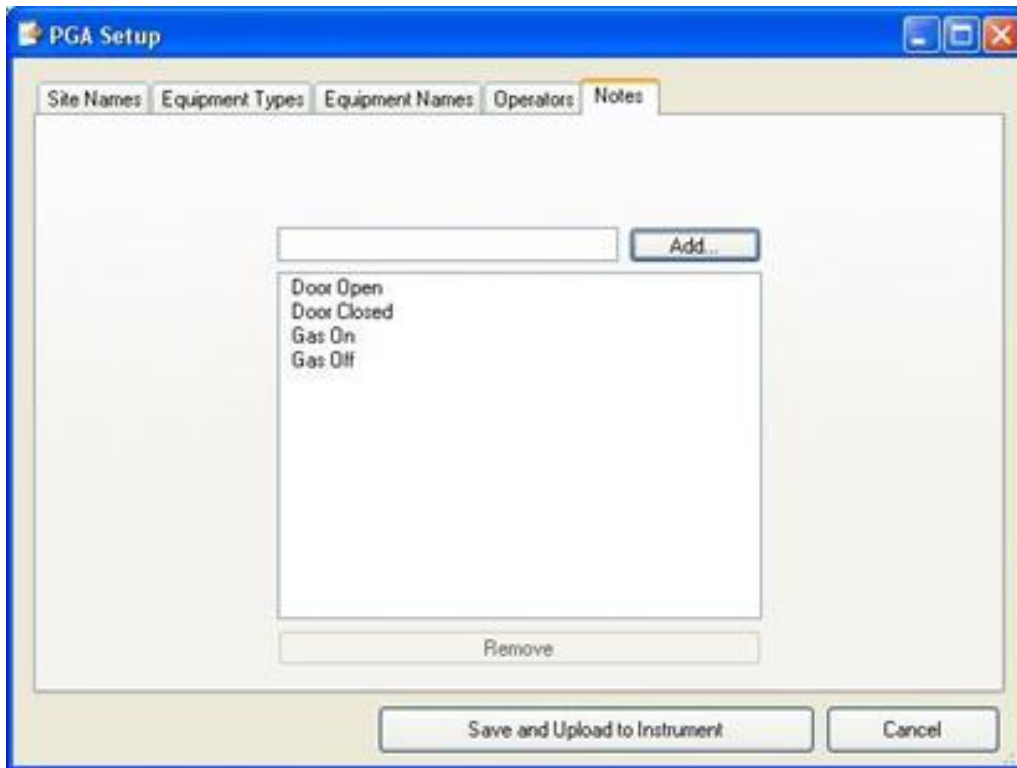 PGA Setup
Site Names Equipment Types Equipment Names Operators Notes
Add...
Door Open
Door Closed
Gas On
Gas Off
Remove
Save and Upload to Instrument Cancel